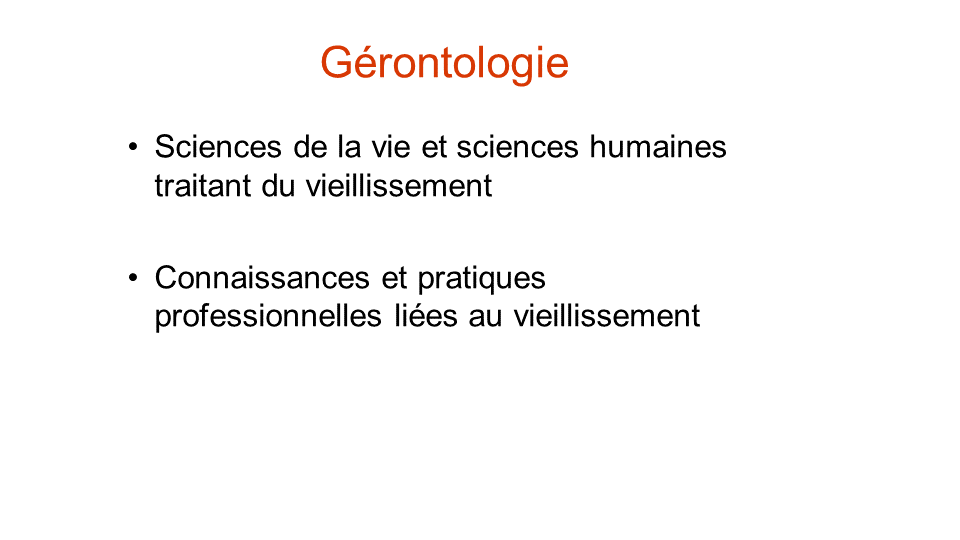 Gérontologie
• Sciences de la vie et sciences humaines
traitant du vieillissement
• Connaissances et pratiques
professionnelles liées au vieillissement